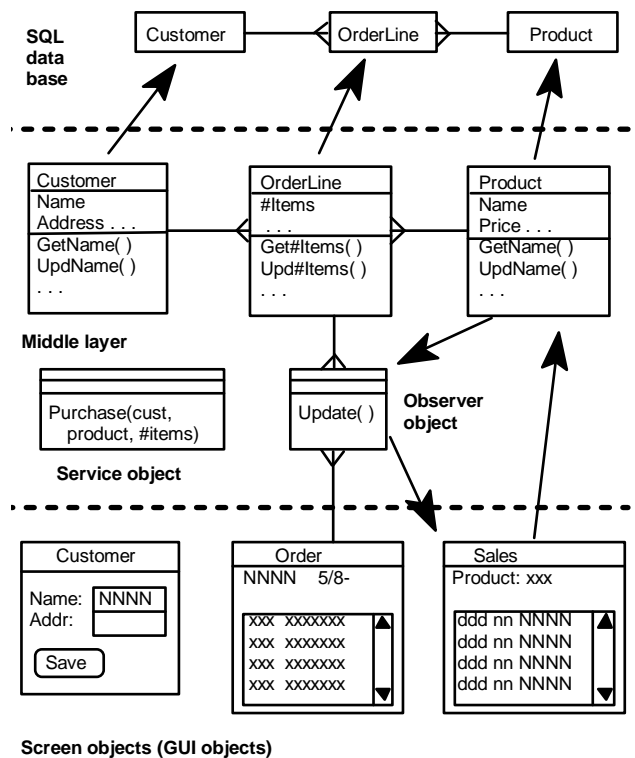 SQL
data
base
Customer
OrderLine
Product
Customer
Name
Address . . .
GetName( )
UpdName( )
. . .
OrderLine
#Items
. . .
Get#Items( )
Upd#Items( )
. . .
Product
Name
Price . . .
GetName( )
UpdName( )
. . .
Middle layer
Purchase(cust,
product, #items)
Service object
Update( )
Observer
object
Customer
Name: NNNN
Addr:
Save
Order
NNNN 5/8-
xxx xxxxxxx
xxx xxxxxxx
xxx xxxxxxx
xxx xxxxxxx
Sales
Product: xxx
ddd nn NNNN
ddd nn NNNN
ddd nn NNNN
ddd nn NNNN
Screen objects (GUI objects)